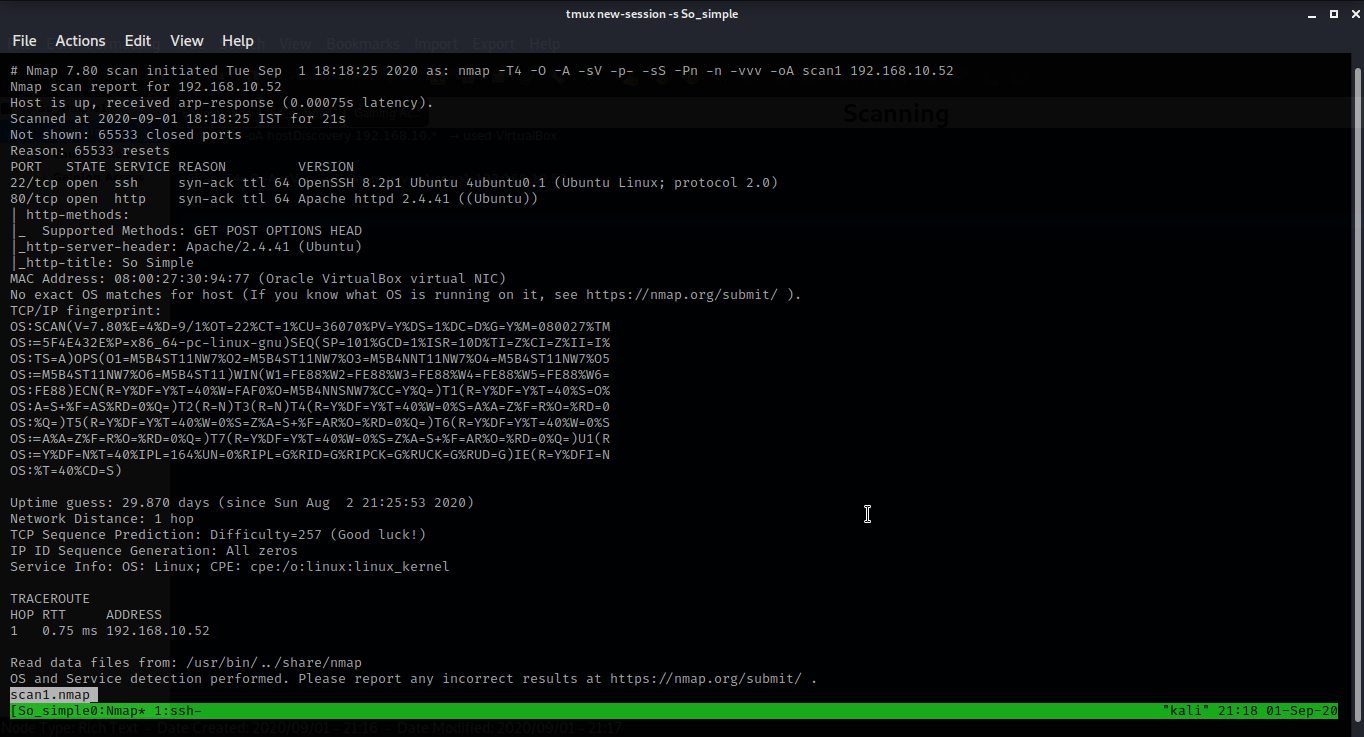 tmux new-session -s So_simple
File Actions Edit View Help
# Nmap 7.80 scan initiated Tue Sep  1 18:18:25 2020 as: nmap -T4 -O -A -sV -p- -sS -Pn -n -vvv -oA scan1 192.168.10.52
Nmap scan report for 192.168.10.52
Host is up, received arp-response (0.00075s latency).
Scanning
Scanned at 2020-09-01 18:18:25 IST for 21s
Not shown: 65533 closed ports
Reason: 65533 resets
PORT   STATE SERVICE REASON         VERSION
22/tcp open  ssh     syn-ack ttl 64 OpenSSH 8.2p1 Ubuntu 4ubuntu0.1 (Ubuntu Linux; protocol 2.0)
80/tcp open  http    syn-ack ttl 64 Apache httpd 2.4.41 ((Ubuntu))
| http-methods:
|_  Supported Methods: GET POST OPTIONS HEAD
|_http-server-header: Apache/2.4.41 (Ubuntu)
|_http-title: So Simple
MAC Address: 08:00:27:30:94:77 (Oracle VirtualBox virtual NIC)
No exact OS matches for host (If you know what OS is running on it, see https://nmap.org/submit/ ).
TCP/IP fingerprint:
OS:SCAN(V=7.80%E=4%D=9/1%OT=22%CT=1%CU=36070%PV=Y%DS=1%DC=D%G=Y%M=080027%TM
OS:=5F4E432E%P=x86_64-pc-linux-gnu)SEQ(SP=101%GCD=1%ISR=10D%TI=Z%CI=Z%II=I%
OS:TS=A)OPS(O1=M5B4ST11NW7%O2=M5B4ST11NW7%O3=M5B4NNT11NW7%O4=M5B4ST11NW7%O5
OS:=M5B4ST11NW7%O6=M5B4ST11)WIN(W1=FE88%W2=FE88%W3=FE88%W4=FE88%W5=FE88%W6=
OS:FE88)ECN(R=Y%DF=Y%T=40%W=FAF0%O=M5B4NNSNW7%CC=Y%Q=)T1(R=Y%DF=Y%T=40%S=O%
OS:A=S+%F=AS%RD=0%Q=)T2(R=N)T3(R=N)T4(R=Y%DF=Y%T=40%W=0%S=A%A=Z%F=R%O=%RD=0
OS:%Q=)T5(R=Y%DF=Y%T=40%W=0%S=Z%A=S+%F=AR%O=%RD=0%Q=)T6(R=Y%DF=Y%T=40%W=0%S
OS:=A%A=Z%F=R%O=%RD=0%Q=)T7(R=Y%DF=Y%T=40%W=0%S=Z%A=S+%F=AR%O=%RD=0%Q=)U1(R
OS:=Y%DF=N%T=40%IPL=164%UN=0%RIPL=G%RID=G%RIPCK=G%RUCK=G%RUD=G)IE(R=Y%DFI=N
OS:%T=40%CD=S)
Uptime guess: 29.870 days (since Sun Aug  2 21:25:53 2020)
Network Distance: 1 hop
TCP Sequence Prediction: Difficulty=257 (Good luck!)
IP ID Sequence Generation: All zeros
Service Info: OS: Linux; CPE: cpe:/o:linux:linux_kernel
TRACEROUTE
HOP RTT     ADDRESS
1   0.75 ms 192.168.10.52
Read data files from: /usr/bin/../share/nmap
OS and Service detection performed. Please report any incorrect results at https://nmap.org/submit/ .
scan1.nmap
[So_simple0:Nmap* 1:ssh- "kali" 21:18 01-Sep-20
Node Type: Rich Text - Date Created: 2020/09/01 - 21:16 - Date Modified: 2020/09/01 - 21:17